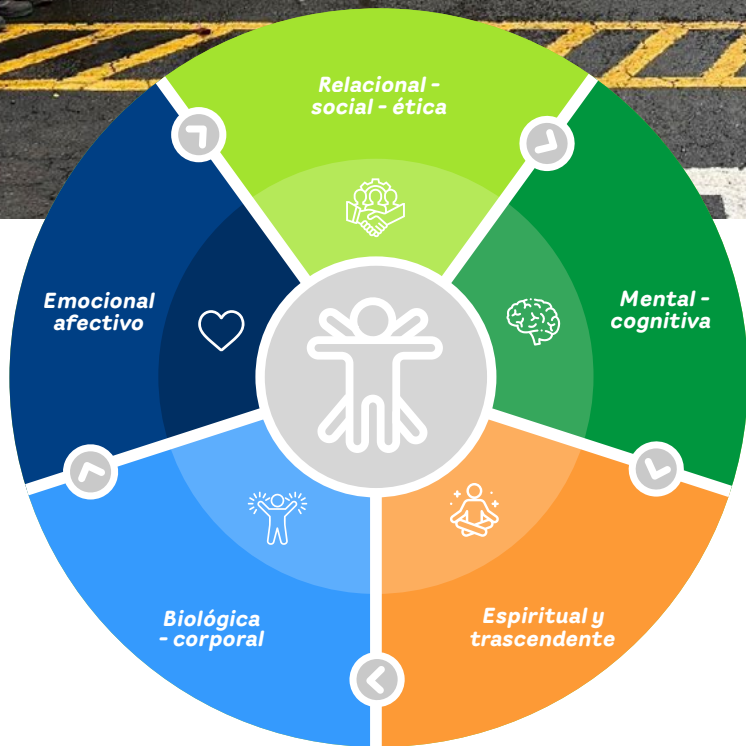 Relacional -
social - ética
Mental -
cognitiva
Espiritual y
trascendente
Biológica
- corporal
Emocional
afectivo